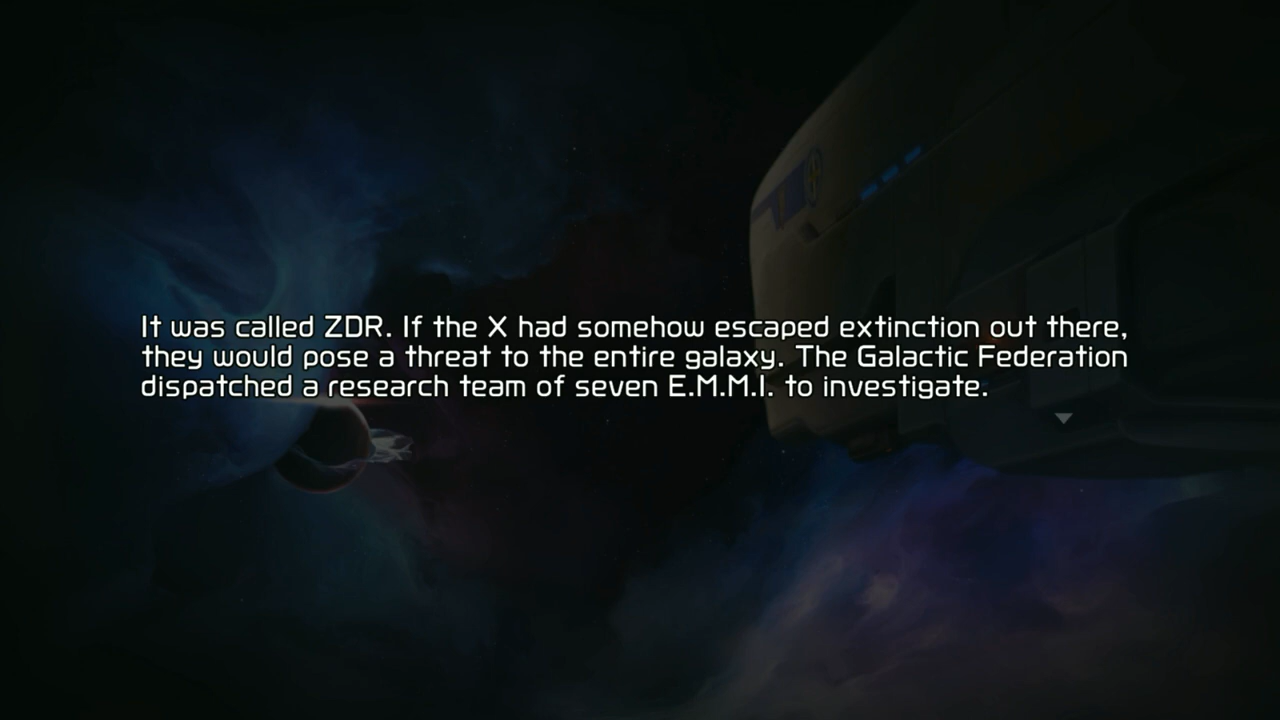 It was called ZDR. If the X had somehow escaped extinction out there,
they would pose a threat to the entire galaxy. The Galactic Federation
dispatched a research team of seven E.M.M.I. to investigate.